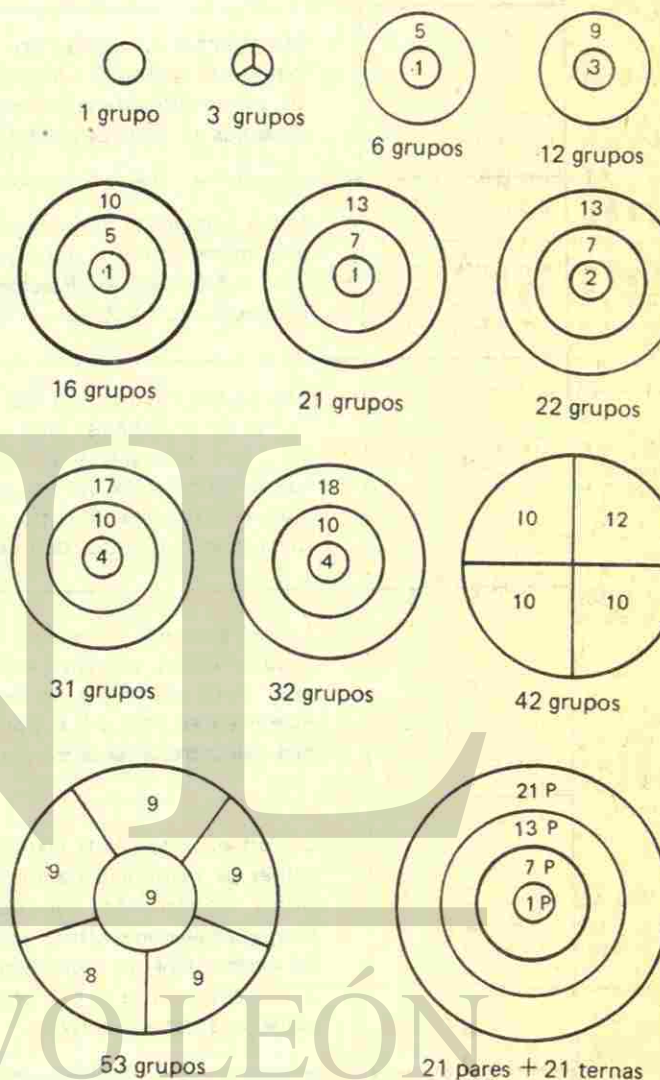 5
1
9
3
1 grupo
3 grupos
6 grupos
12 grupos
10
5
1
13
7
1
13
7
2
16 grupos
21 grupos
22 grupos
17
10
4
18
10
4
10
12
10
10
31 grupos
32 grupos
42 grupos
9
9
9
9
8
9
21 P
13 P
7 P
1 P
53 grupos
21 pares + 21 ternas
NL
VO LEÓN